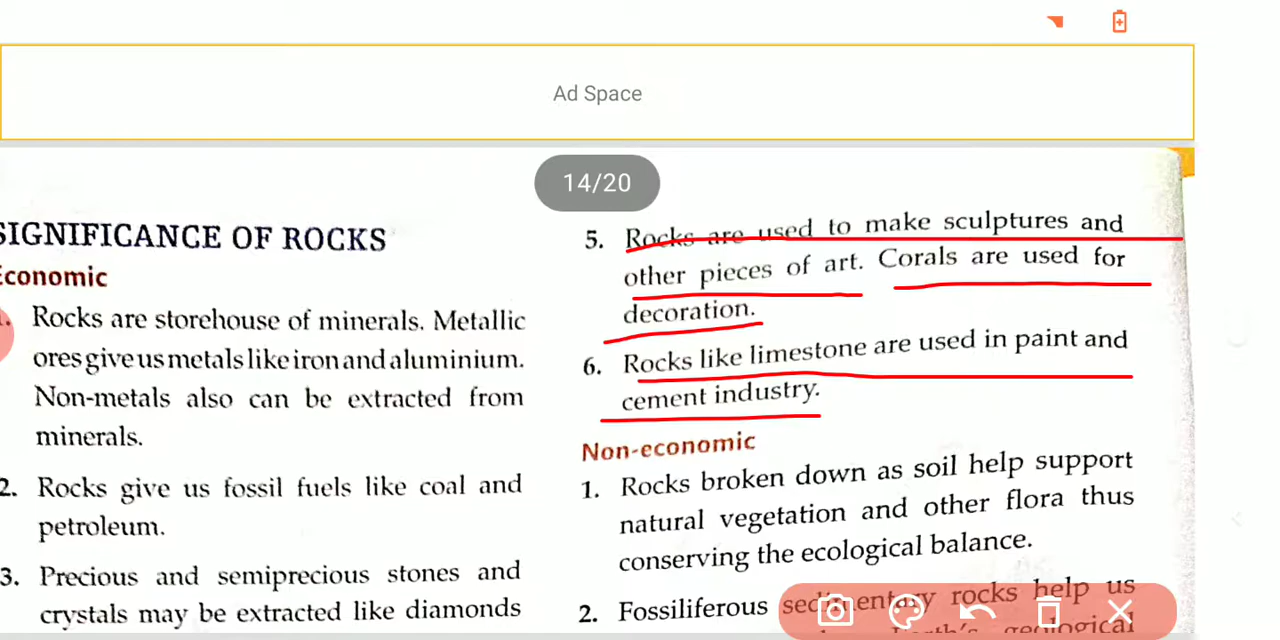 Ad Space
14/20
SIGNIFICANCE OF ROCKS
Economic
1. Rocks are storehouse of minerals. Metallic
ores give us metals like iron and aluminium.
Non-metals also can be extracted from
minerals.
2. Rocks give us fossil fuels like coal and
petroleum.
3. Precious and semiprecious stones and
crystals may be extracted like diamonds
5. Rocks are used to make sculptures and
other pieces of art. Corals are used for
decoration.
6. Rocks like limestone are used in paint and
cement industry.
Non-economic
1. Rocks broken down as soil help support
natural vegetation and other flora thus
conserving the ecological balance.
2. Fossiliferous sedimentary rocks help us
geological